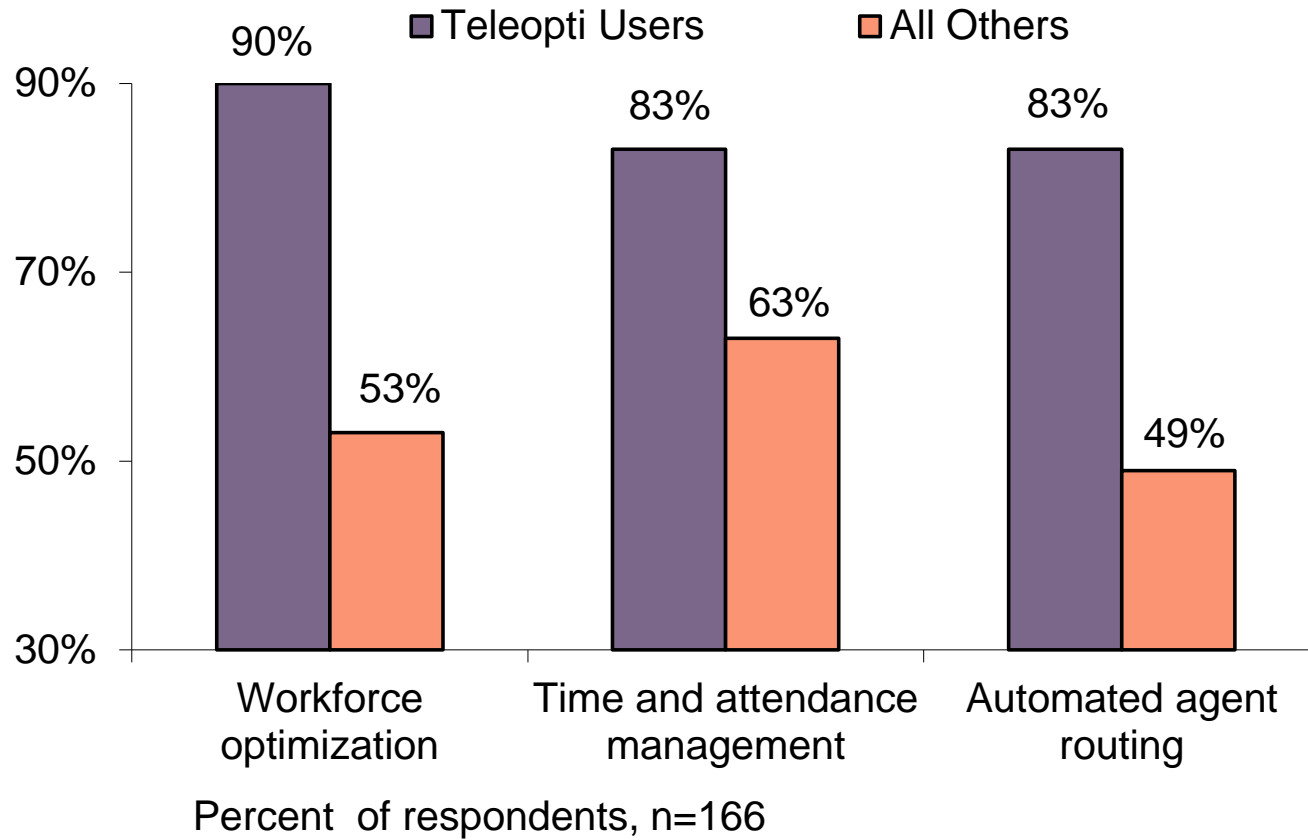 Teleopti Users All Others
90%
83%
83%
63%
53%
49%
90%
70%
50%
30%
Workforce optimization
Time and attendance management
Automated agent routing
Percent of respondents, n=166